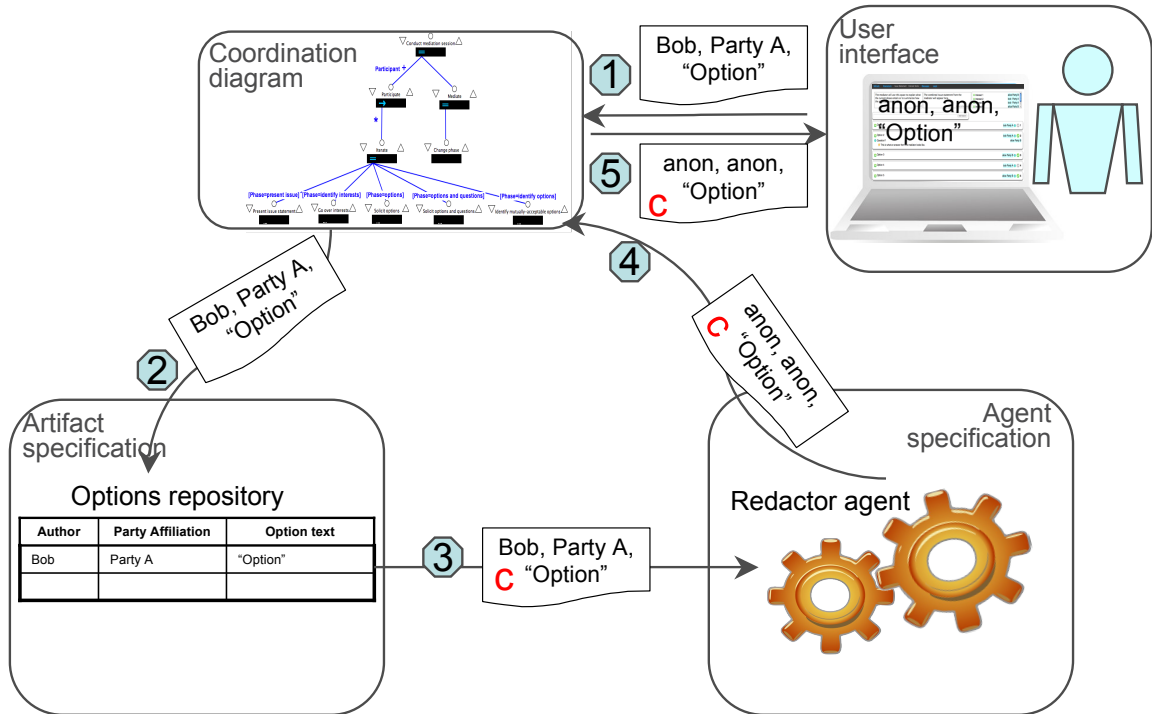 Coordination
diagram
Conduct mediation session
Participant +
Participate
Mediate
*
Iterate
Change phase
[Phase=present issue]
[Phase=identify interests]
[Phase=options]
[Phase=options and questions]
[Phase=identify options]
Present issue statement
Go over interests
Solicit options
Solicit options and questions
Identify mutually-acceptable options
1
Bob, Party A,
“Option”
5
anon, anon,
“Option”
C
User
interface
anon, anon,
“Option”
2
Bob, Party A,
“Option”
4
anon, anon,
“Option”
C
Artifact
specification
Options repository
Author Party Affiliation Option text
Bob Party A “Option”
3
Bob, Party A,
C “Option”
Agent
specification
Redactor agent